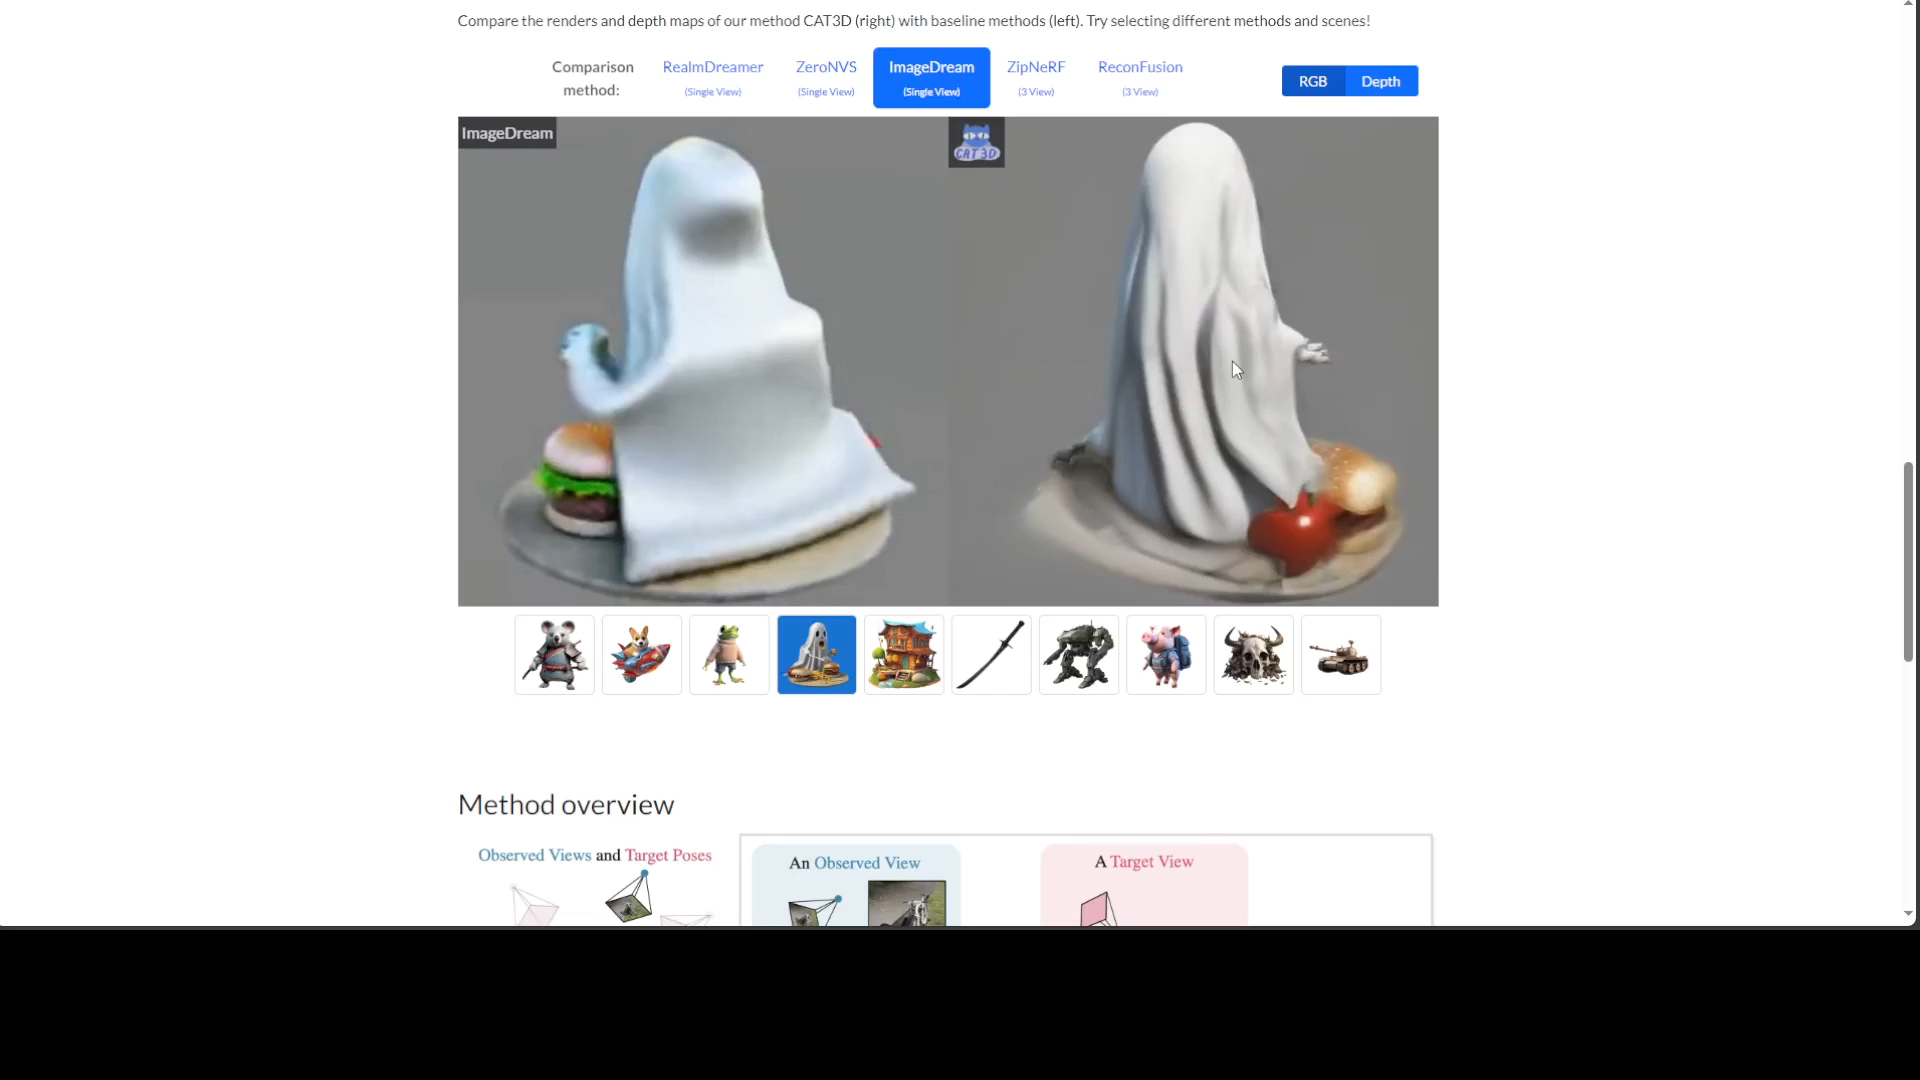 Compare the renders and depth maps of our method CAT3D (right) with baseline methods (left). Try selecting different methods and scenes!
Comparison method:
RealmDreamer
(Single View)
ZeroNVS
(Single View)
ImageDream
(Single View)
ZipNeRF
(3 View)
ReconFusion
(3 View)
RGB
Depth
ImageDream
CAT3D
Method overview
Observed Views and Target Poses
An Observed View
A Target View